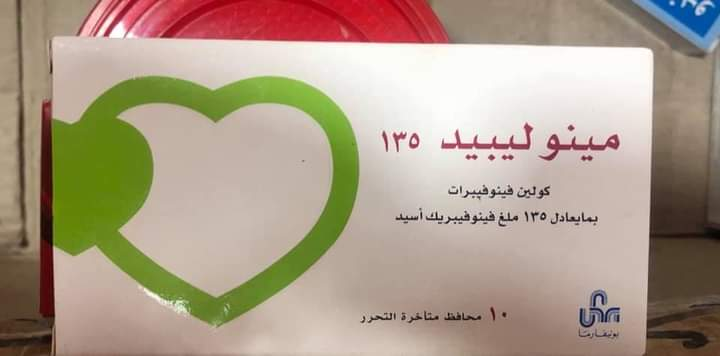 مينوليبيد ١٣٥
كولين فينوفيبرات
بمايعادل ١٣٥ ملغ فينوفيبريك أسيد
١٠ محافظ متأخرة التحرر
يونيفارما